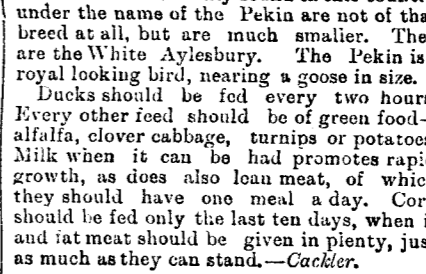 under the name of the Pekin are not of tha
breed at all, but are much smaller. The
are the White Aylesbury. The Pekin is
royal looking bird, nearing a goose in size.
Ducks should be fed every two hour
Every other feed should be of green food—
alfalfa, clover cabbage, turnips or potatoe
Milk when it can be had promotes rapi
growth, as does also lean meat, of whic
they should have one meal a day. Cor
should be fed only the last ten days, when i
and fat meat should be given in plenty, jus
as much as they can stand.—Cackler.